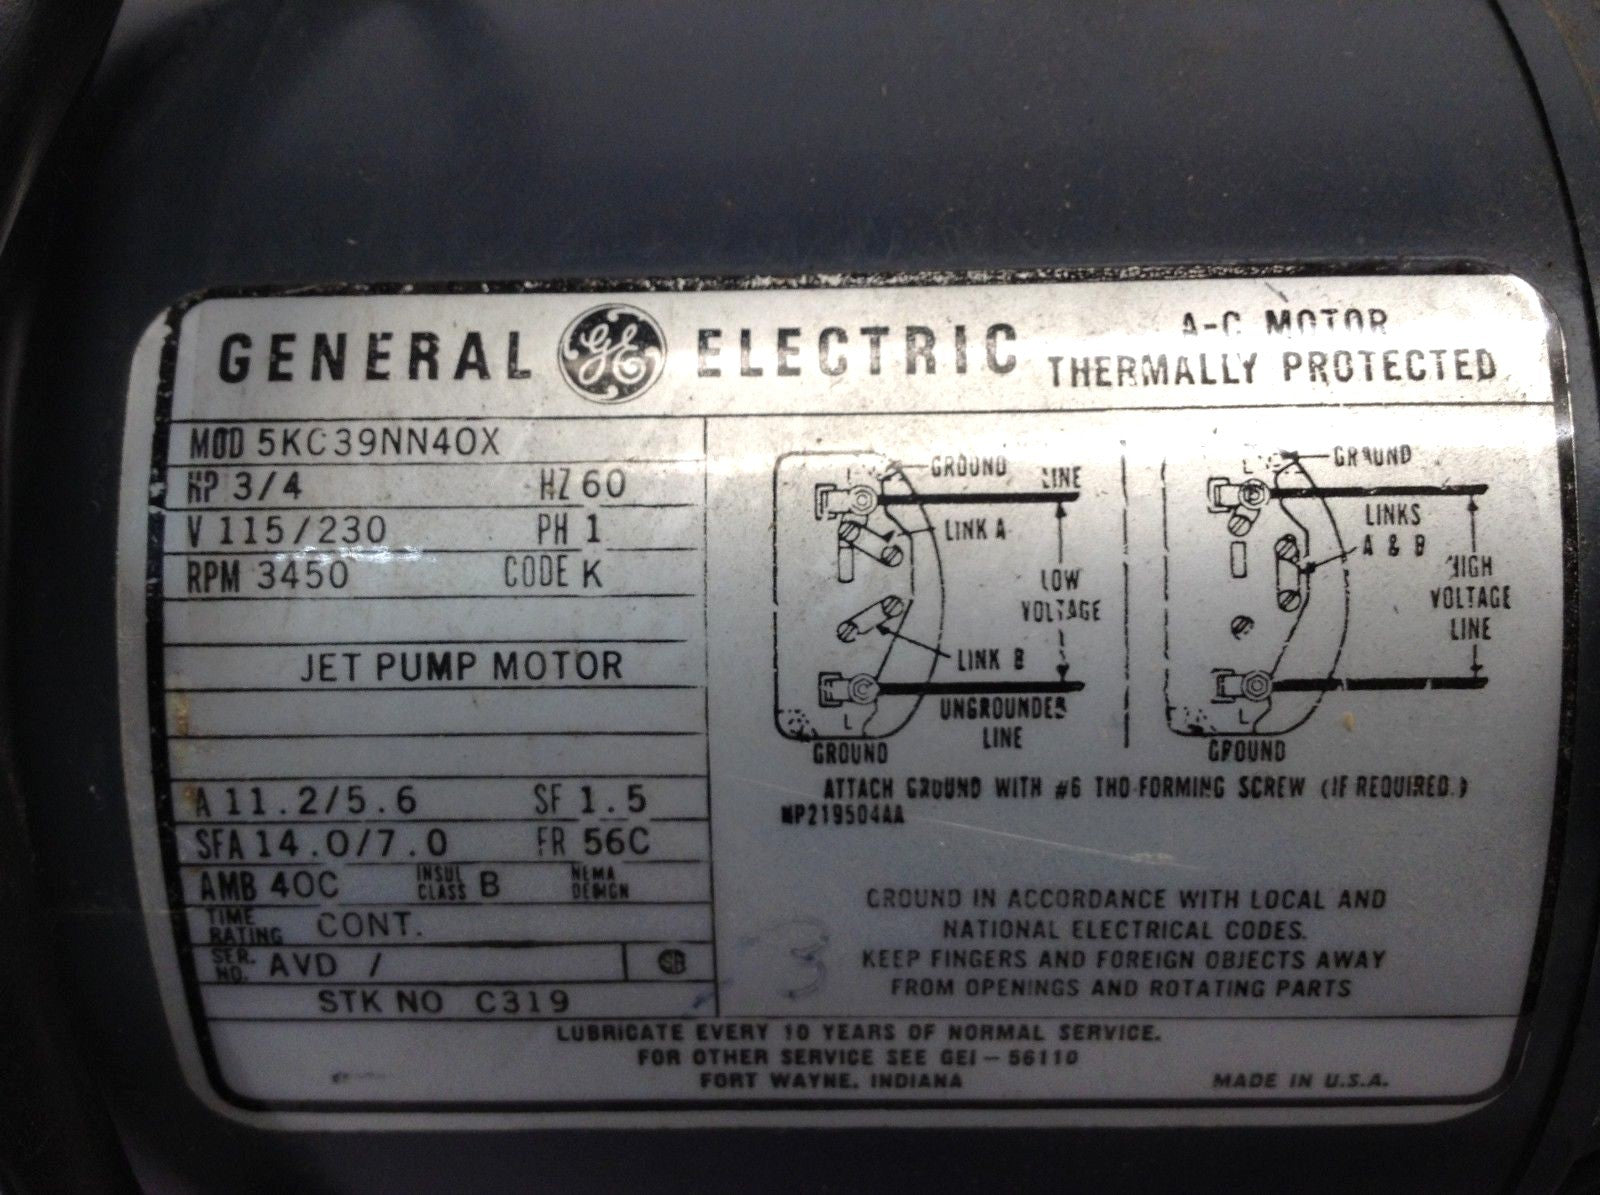 GENERAL GE ELECTRIC
A-C MOTOR
THERMALLY PROTECTED
MOD 5KC39NN40X
HP 3/4 HZ 60
V 115/230 PH 1
RPM 3450 CODE K
JET PUMP MOTOR
A 11.2/5.6 SF 1.5
SFA 14.0/7.0 FR 56C
AMB 40C INSUL CLASS B NEMA DESIGN
TIME RATING CONT.
SER. NO. AVD /
STK NO C319
L
GROUND
LINE
LINK A
LOW
VOLTAGE
LINK B
UNGROUNDED
LINE
L
GROUND
L
GROUND
LINKS
A & B
HIGH
VOLTAGE
LINE
L
GROUND
ATTACH GROUND WITH #6 THD FORMING SCREW (IF REQUIRED.)
NP219504AA
3
GROUND IN ACCORDANCE WITH LOCAL AND
NATIONAL ELECTRICAL CODES.
KEEP FINGERS AND FOREIGN OBJECTS AWAY
FROM OPENINGS AND ROTATING PARTS
LUBRICATE EVERY 10 YEARS OF NORMAL SERVICE.
FOR OTHER SERVICE SEE GEI-56110
FORT WAYNE, INDIANA
MADE IN U.S.A.